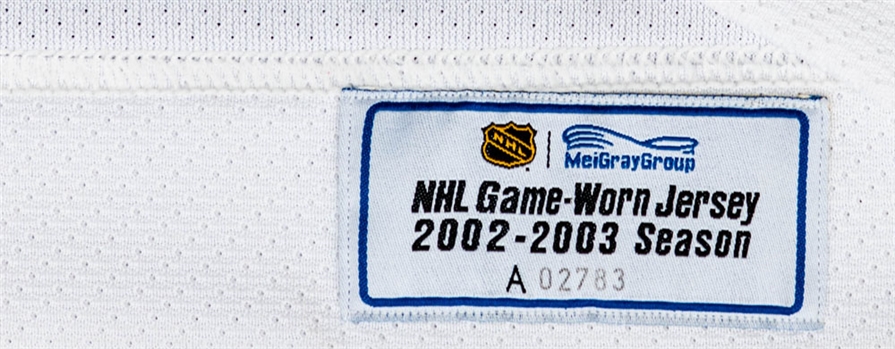 NHL | MeiGrayGroup
NHL Game-Worn Jersey
2002-2003 Season
A 02783